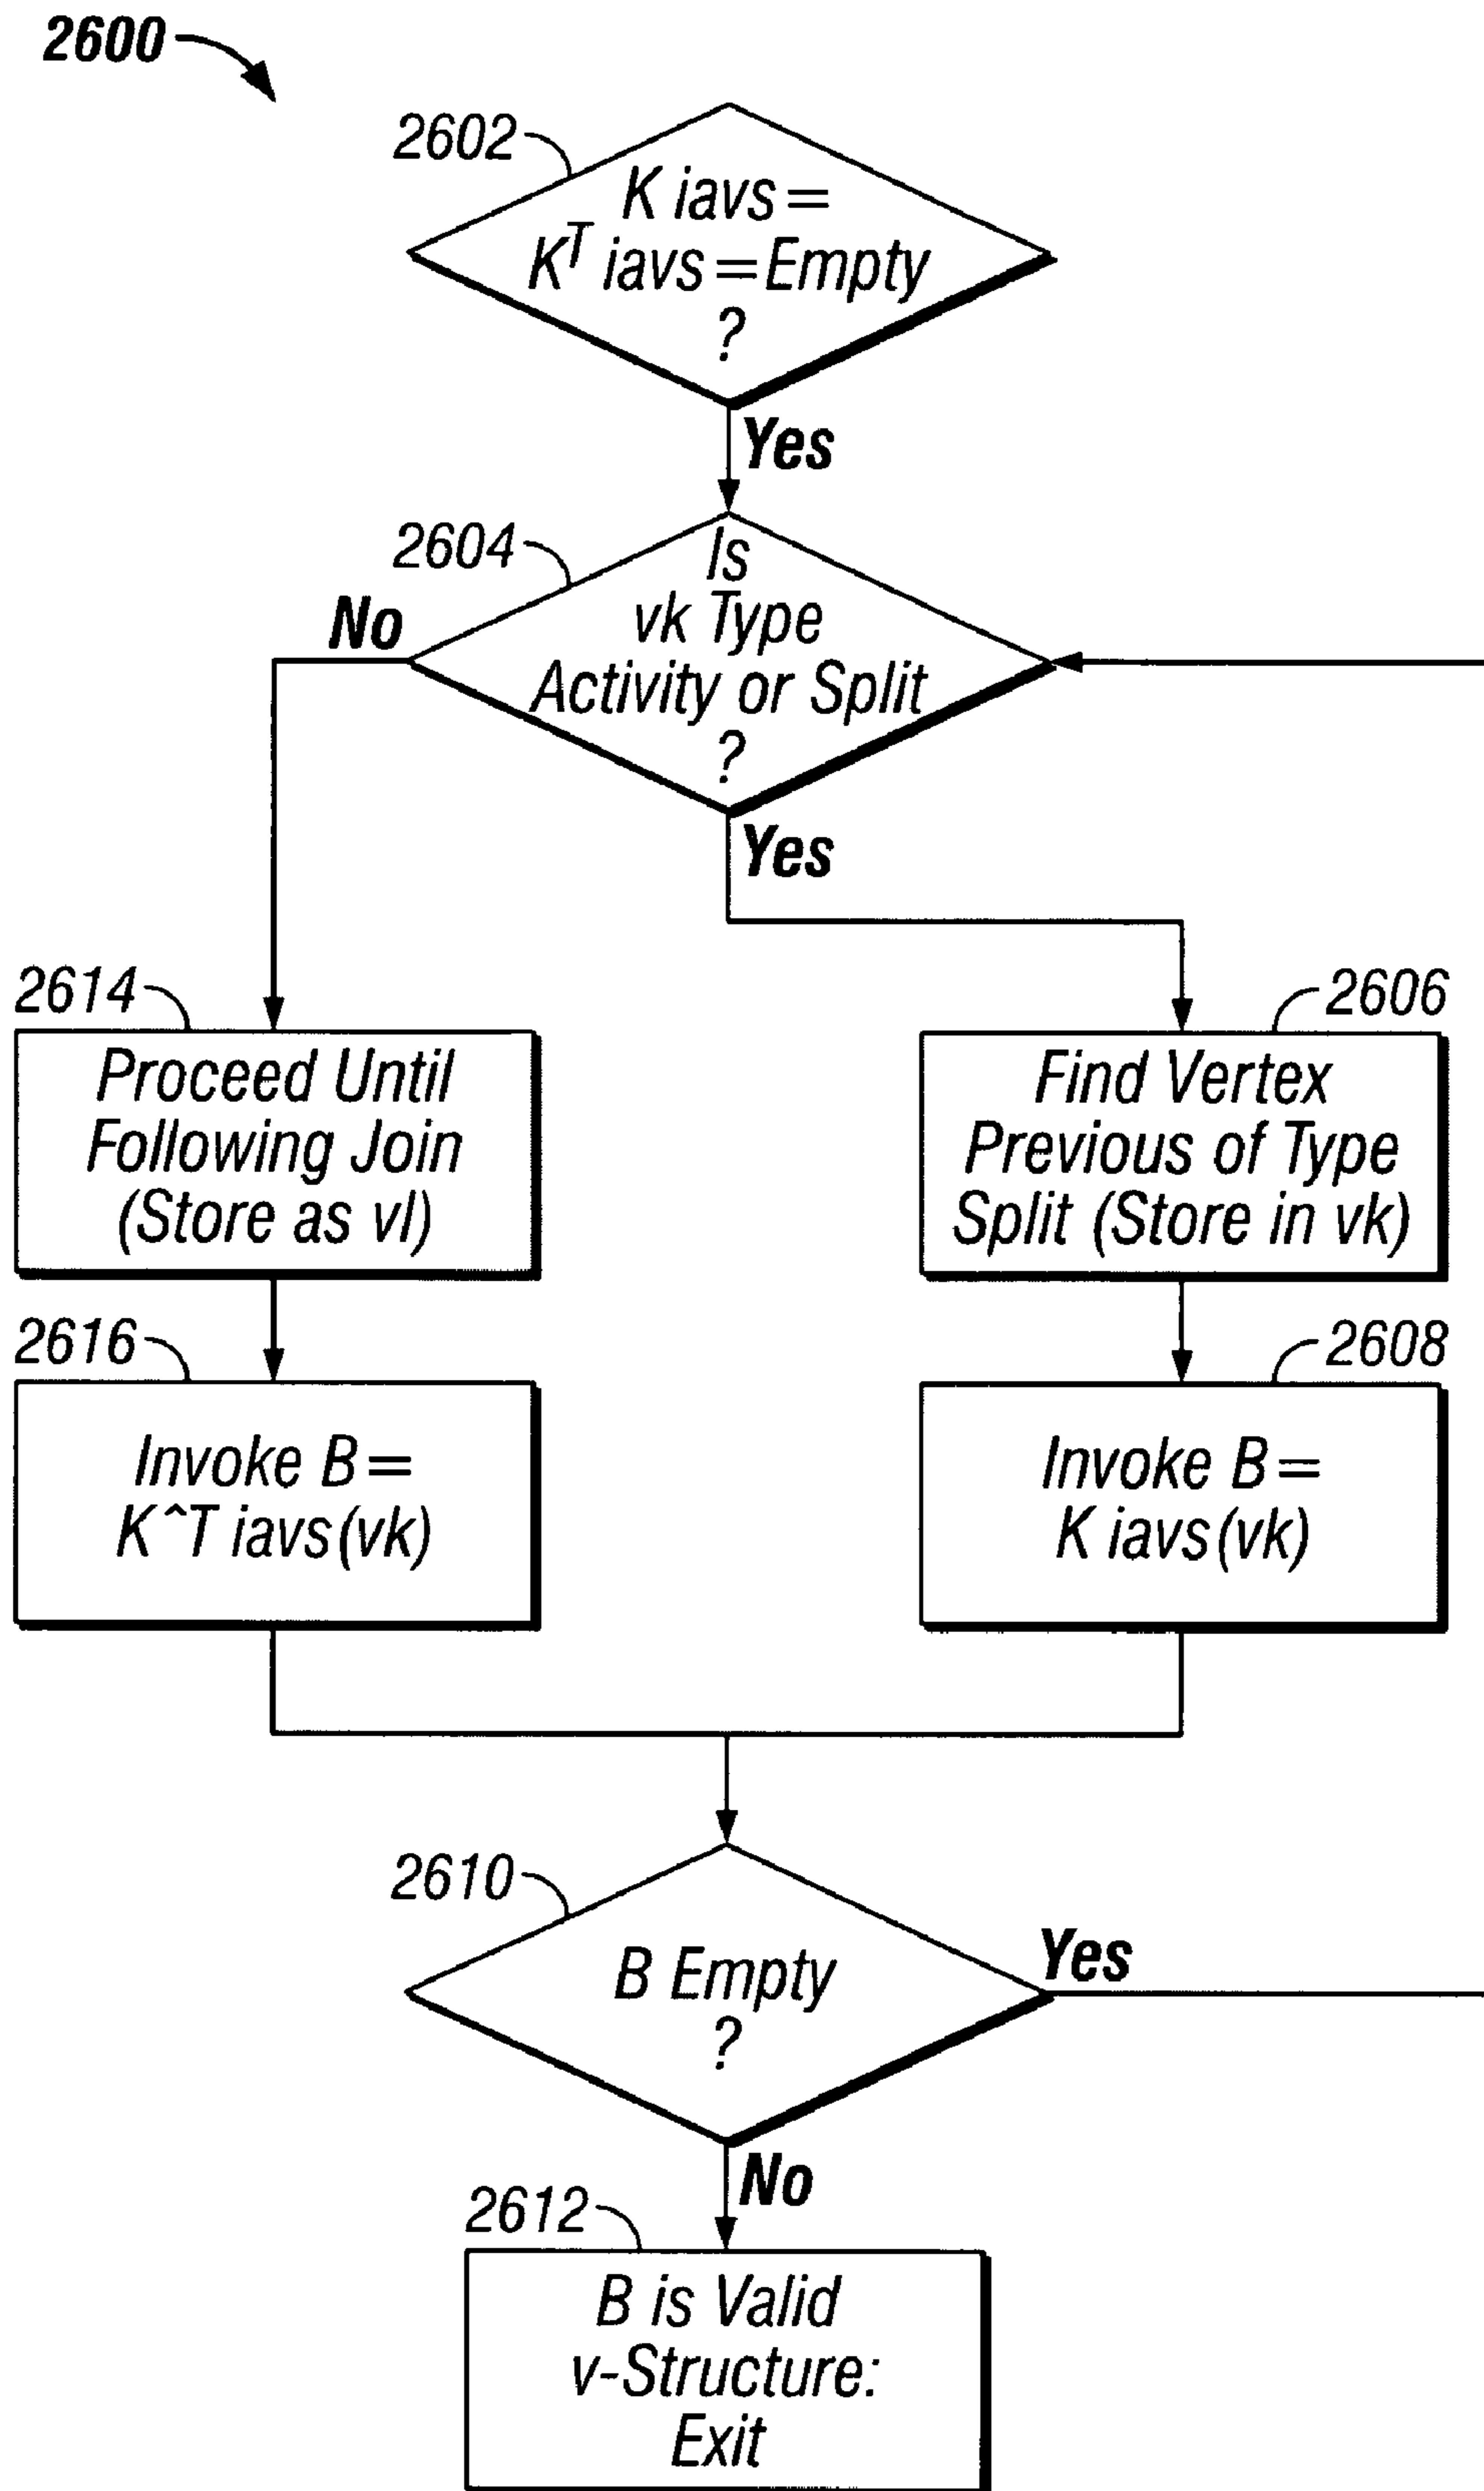 2600
2602
K iavs =
K^T iavs = Empty
?
Yes
2604
Is
vk Type
Activity or Split
?
No
Yes
2614
Proceed Until
Following Join
(Store as vl)
2606
Find Vertex
Previous of Type
Split (Store in vk)
2616
Invoke B =
K^T iavs (vk)
2608
Invoke B =
K iavs (vk)
2610
B Empty
?
Yes
No
2612
B is Valid
v-Structure:
Exit